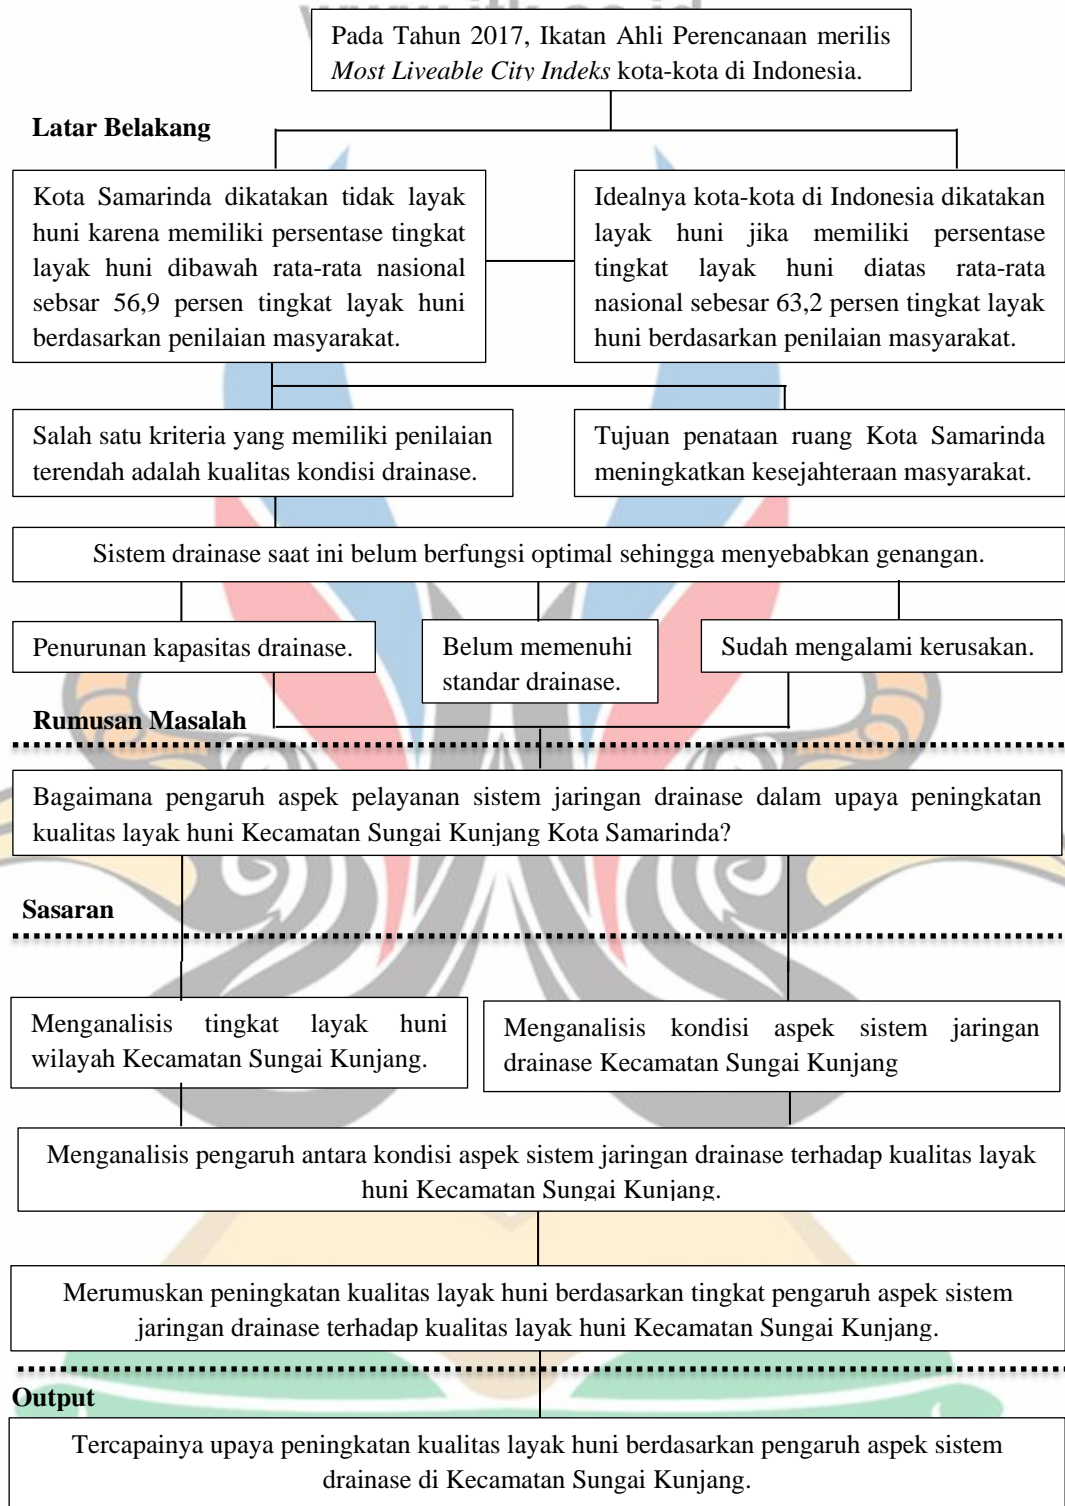 www.itk.ac.id
Pada Tahun 2017, Ikatan Ahli Perencanaan merilis
Most Liveable City Indeks kota-kota di Indonesia.
Latar Belakang
Kota Samarinda dikatakan tidak layak
huni karena memiliki persentase tingkat
layak huni dibawah rata-rata nasional
sebsar 56,9 persen tingkat layak huni
berdasarkan penilaian masyarakat.
Idealnya kota-kota di Indonesia dikatakan
layak huni jika memiliki persentase
tingkat layak huni diatas rata-rata
nasional sebesar 63,2 persen tingkat layak
huni berdasarkan penilaian masyarakat.
Salah satu kriteria yang memiliki penilaian
terendah adalah kualitas kondisi drainase.
Tujuan penataan ruang Kota Samarinda
meningkatkan kesejahteraan masyarakat.
Sistem drainase saat ini belum berfungsi optimal sehingga menyebabkan genangan.
Penurunan kapasitas drainase.
Belum memenuhi
standar drainase.
Sudah mengalami kerusakan.
Rumusan Masalah
Bagaimana pengaruh aspek pelayanan sistem jaringan drainase dalam upaya peningkatan
kualitas layak huni Kecamatan Sungai Kunjang Kota Samarinda?
Sasaran
Menganalisis tingkat layak huni
wilayah Kecamatan Sungai Kunjang.
Menganalisis kondisi aspek sistem jaringan
drainase Kecamatan Sungai Kunjang
Menganalisis pengaruh antara kondisi aspek sistem jaringan drainase terhadap kualitas layak
huni Kecamatan Sungai Kunjang.
Merumuskan peningkatan kualitas layak huni berdasarkan tingkat pengaruh aspek sistem
jaringan drainase terhadap kualitas layak huni Kecamatan Sungai Kunjang.
Output
Tercapainya upaya peningkatan kualitas layak huni berdasarkan pengaruh aspek sistem
drainase di Kecamatan Sungai Kunjang.